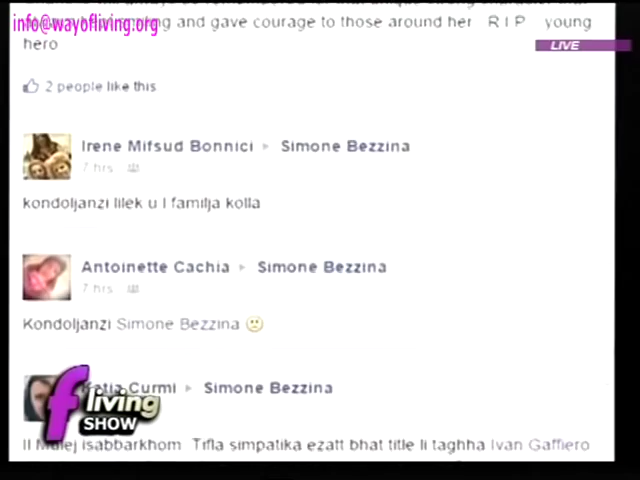 info@wayofliving.org
and gave courage to those around her R I P young
hero
LIVE
2 people like this
Irene Mifsud Bonnici ▸ Simone Bezzina
7 hrs
kondoljanzi lilek u l familja kolla
Antoinette Cachia ▸ Simone Bezzina
7 hrs
Kondoljanzi Simone Bezzina
Katia Curmi ▸ Simone Bezzina
f living
SHOW
Il Mulej isabbarkhom Tifla simpatika ezatt bhat title li taghha Ivan Gaffiero